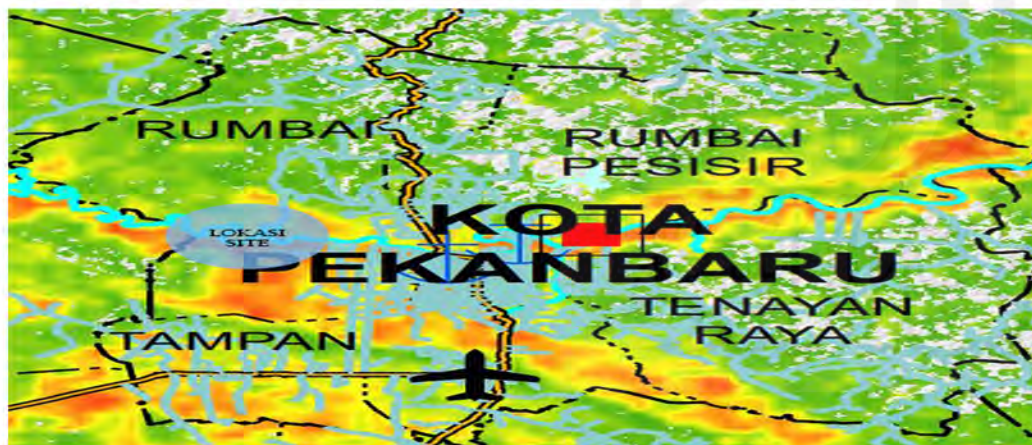 RUMBAI
RUMBAI
PESISIR
LOKASI
SITE
KOTA
PEKANBARU
TENAYAN
RAYA
TAMPAN